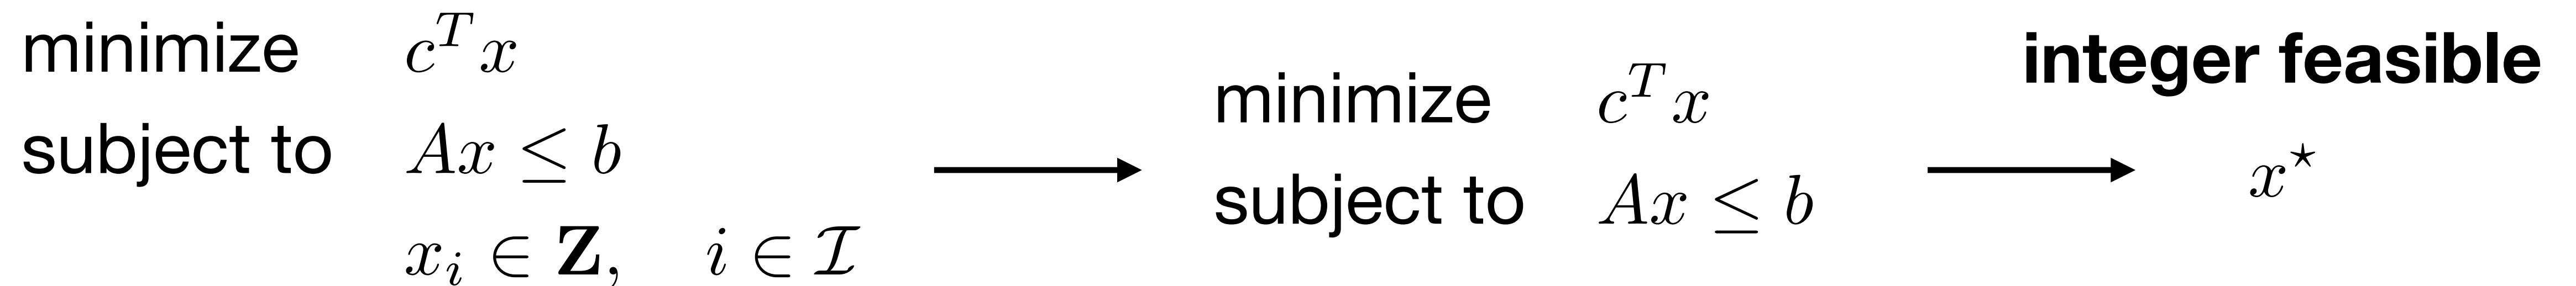 minimize c^T x
subject to Ax ≤ b
x_i ∈ Z, i ∈ I
minimize c^T x
subject to Ax ≤ b
integer feasible
x^⋆